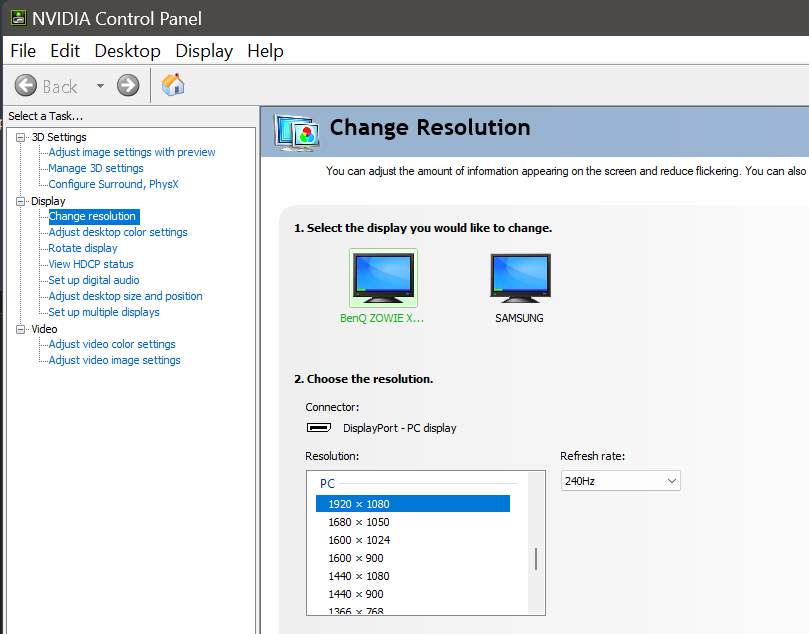 NVIDIA Control Panel
File Edit Desktop Display Help
Back
Select a Task...
3D Settings
Adjust image settings with preview
Manage 3D settings
Configure Surround, PhysX
Display
Change resolution
Adjust desktop color settings
Rotate display
View HDCP status
Set up digital audio
Adjust desktop size and position
Set up multiple displays
Video
Adjust video color settings
Adjust video image settings
Change Resolution
You can adjust the amount of information appearing on the screen and reduce flickering. You can also
1. Select the display you would like to change.
BenQ ZOWIE X...
SAMSUNG
2. Choose the resolution.
Connector:
DisplayPort - PC display
Resolution:
Refresh rate:
PC
240Hz
1920 × 1080
1680 × 1050
1600 × 1024
1600 × 900
1440 × 1080
1440 × 900
1366 × 768